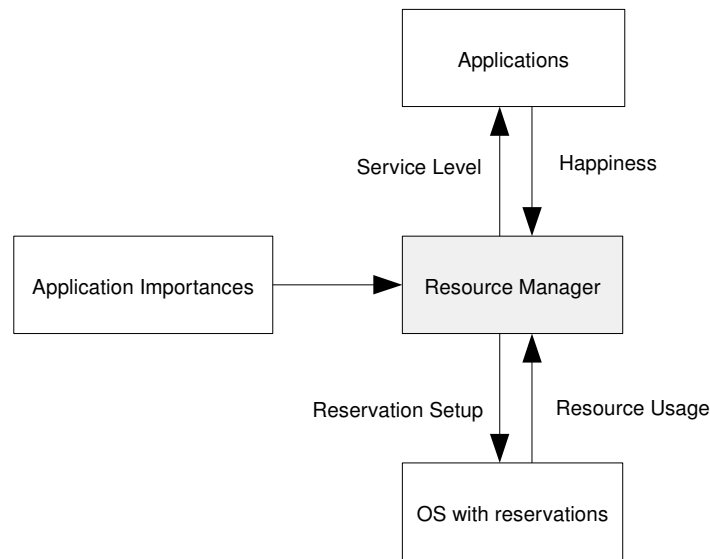 Applications
Service Level
Happiness
Application Importances
Resource Manager
Reservation Setup
Resource Usage
OS with reservations